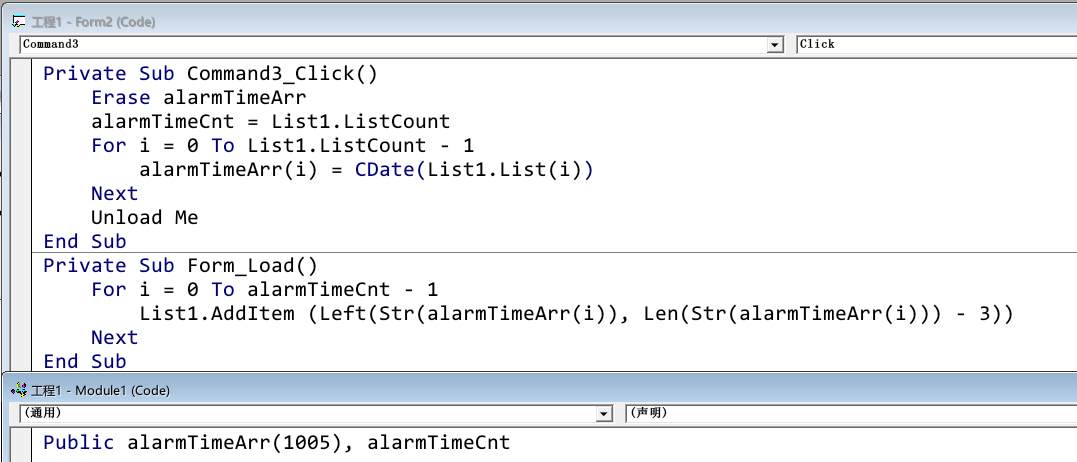 工程1 - Form2 (Code)
Command3 Click
Private Sub Command3_Click()
    Erase alarmTimeArr
    alarmTimeCnt = List1.ListCount
    For i = 0 To List1.ListCount - 1
        alarmTimeArr(i) = CDate(List1.List(i))
    Next
    Unload Me
End Sub
Private Sub Form_Load()
    For i = 0 To alarmTimeCnt - 1
        List1.AddItem (Left(Str(alarmTimeArr(i)), Len(Str(alarmTimeArr(i))) - 3))
    Next
End Sub
工程1 - Module1 (Code)
(通用) (声明)
Public alarmTimeArr(1005), alarmTimeCnt